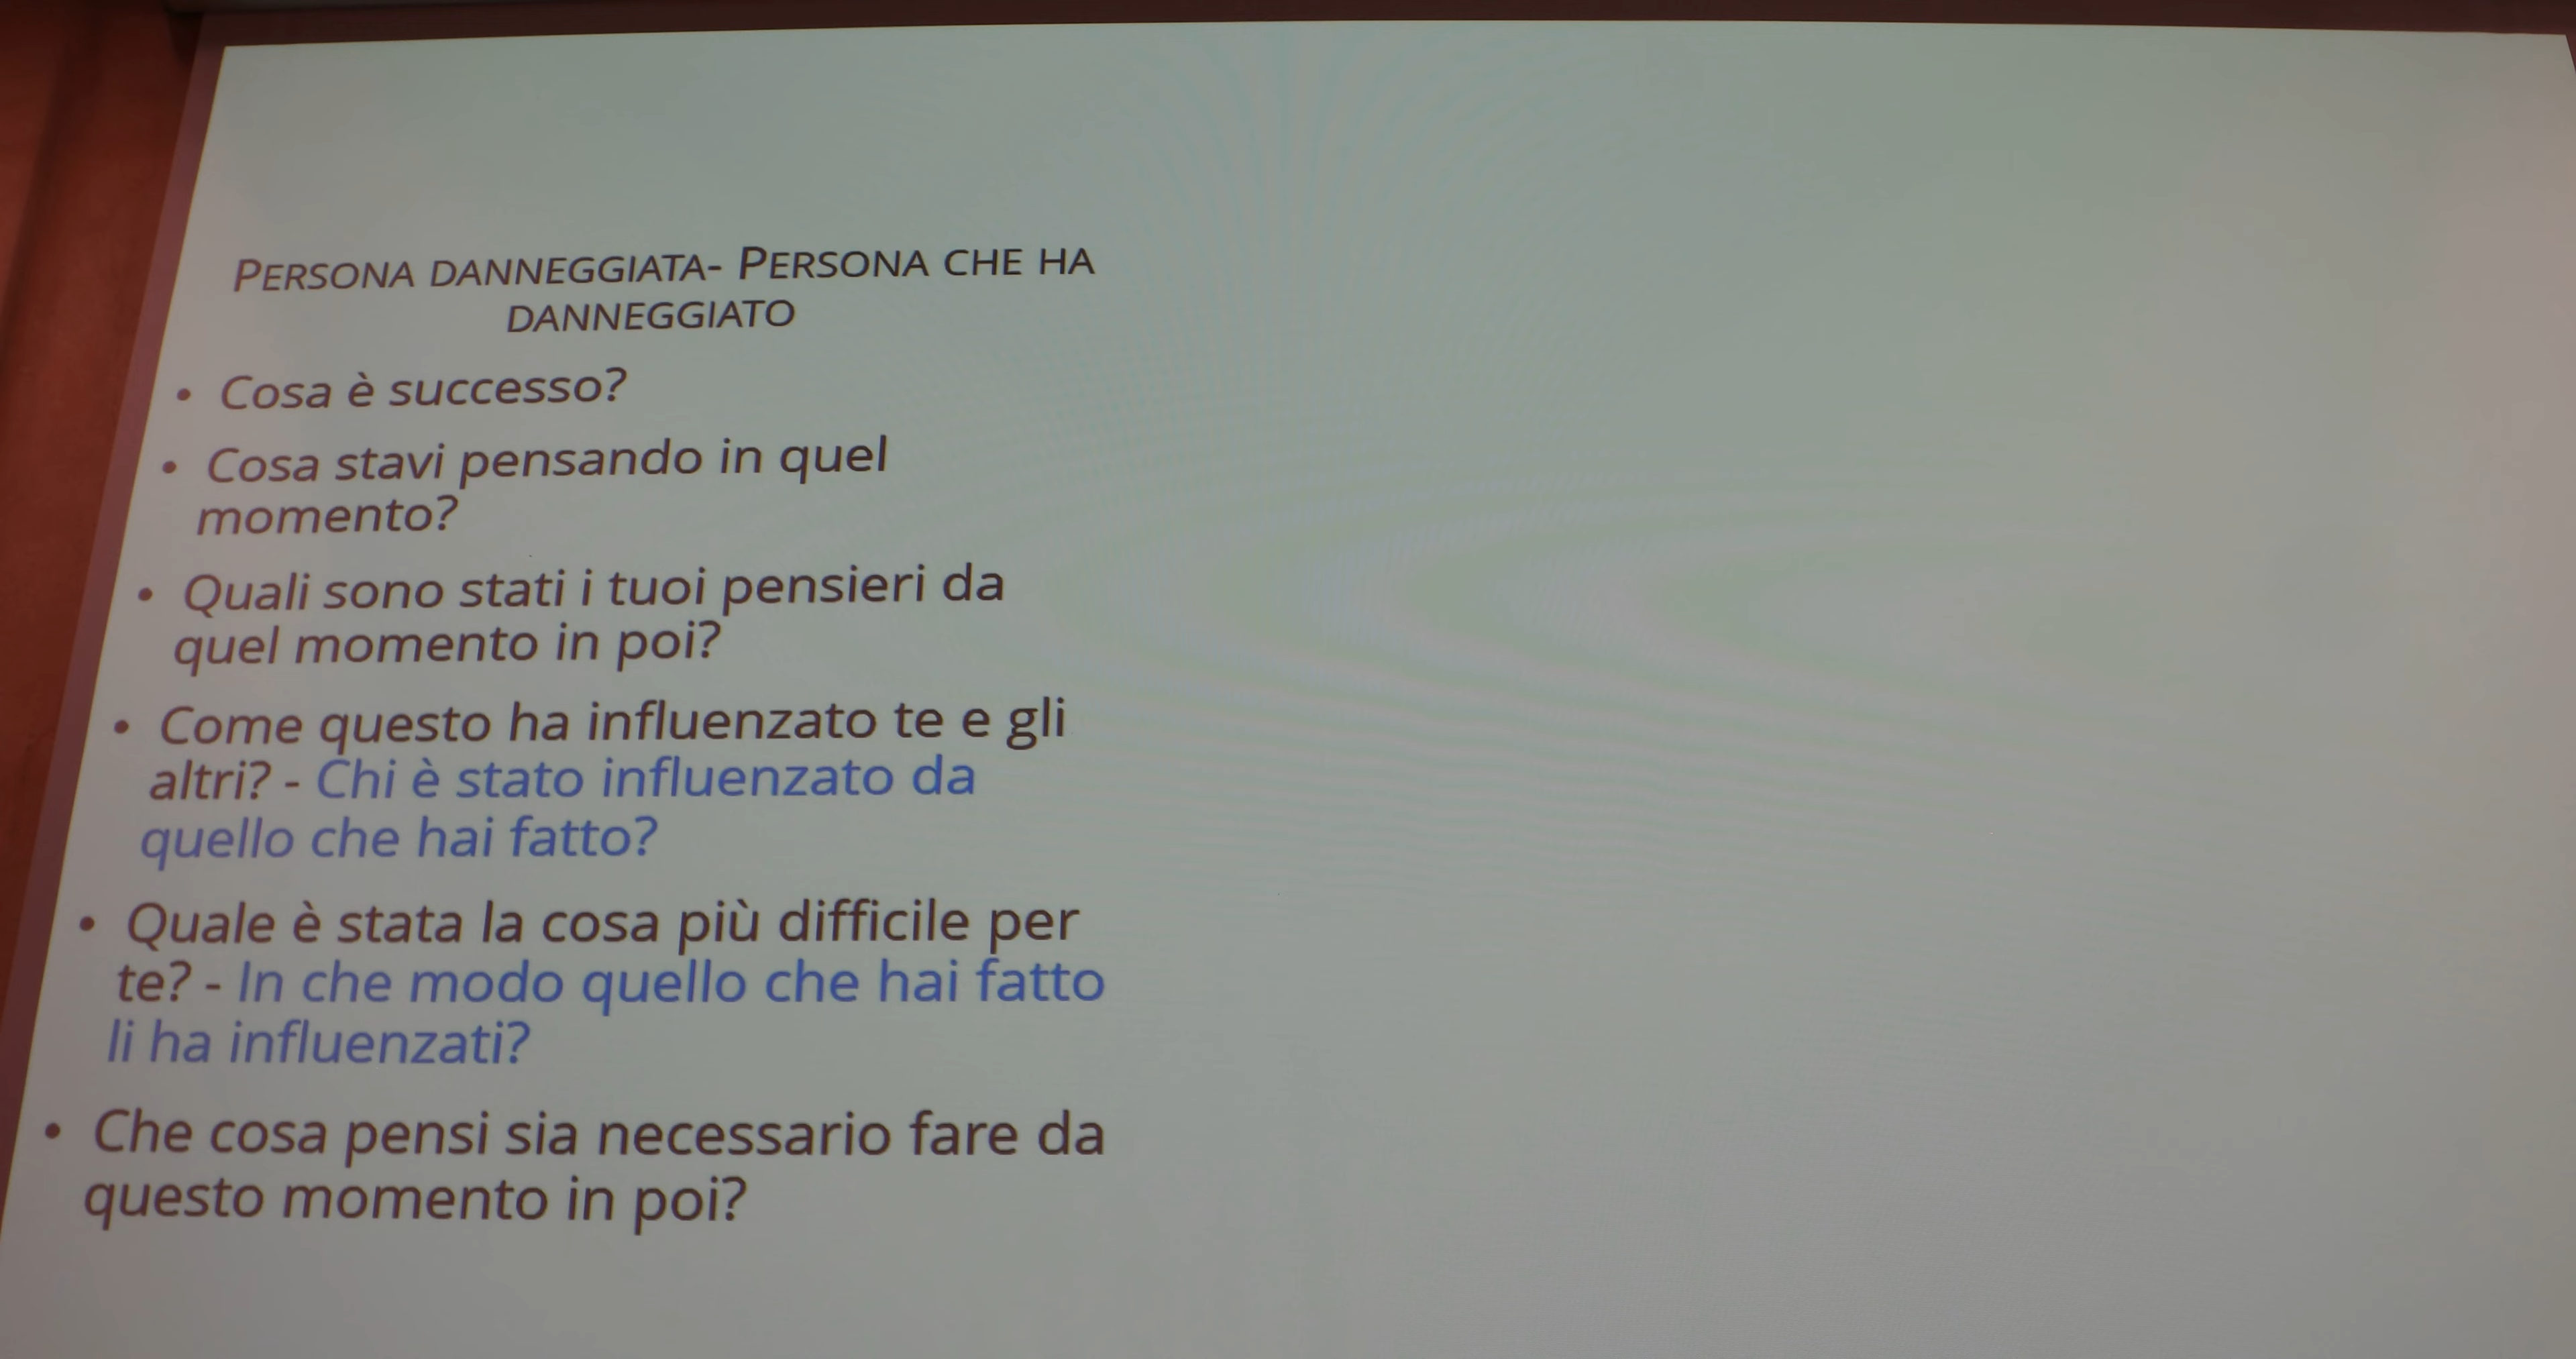 PERSONA DANNEGGIATA- PERSONA CHE HA
DANNEGGIATO
• Cosa è successo?
• Cosa stavi pensando in quel
momento?
• Quali sono stati i tuoi pensieri da
quel momento in poi?
• Come questo ha influenzato te e gli
altri? - Chi è stato influenzato da
quello che hai fatto?
• Quale è stata la cosa più difficile per
te? - In che modo quello che hai fatto
li ha influenzati?
• Che cosa pensi sia necessario fare da
questo momento in poi?